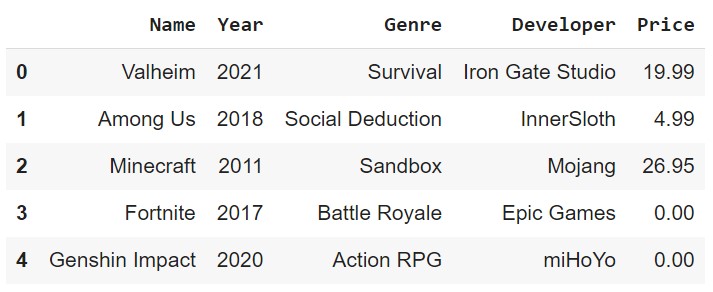 Name Year Genre Developer Price
0 Valheim 2021 Survival Iron Gate Studio 19.99
1 Among Us 2018 Social Deduction InnerSloth 4.99
2 Minecraft 2011 Sandbox Mojang 26.95
3 Fortnite 2017 Battle Royale Epic Games 0.00
4 Genshin Impact 2020 Action RPG miHoYo 0.00